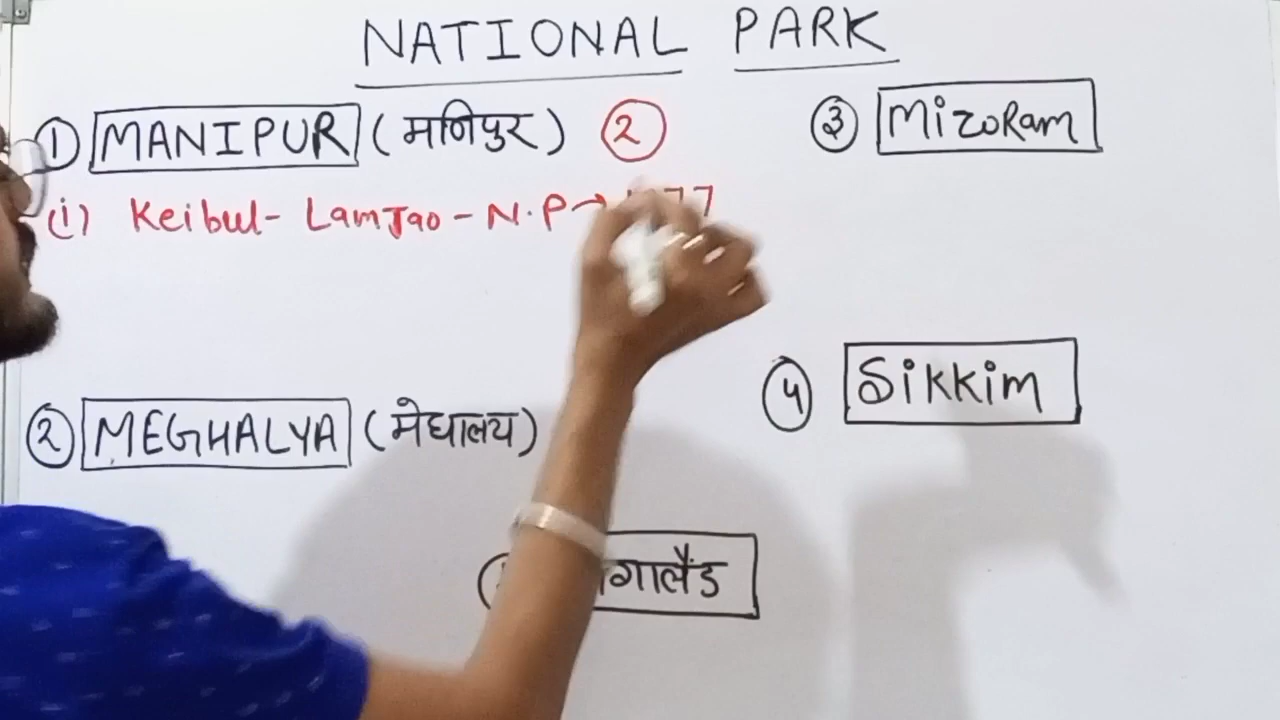 NATIONAL PARK
① MANIPUR (मणिपुर) ②
(i) Keibul- LamJao - N.P →
② MEGHALYA (मेघालय)
③ MizoRam
④ Sikkim